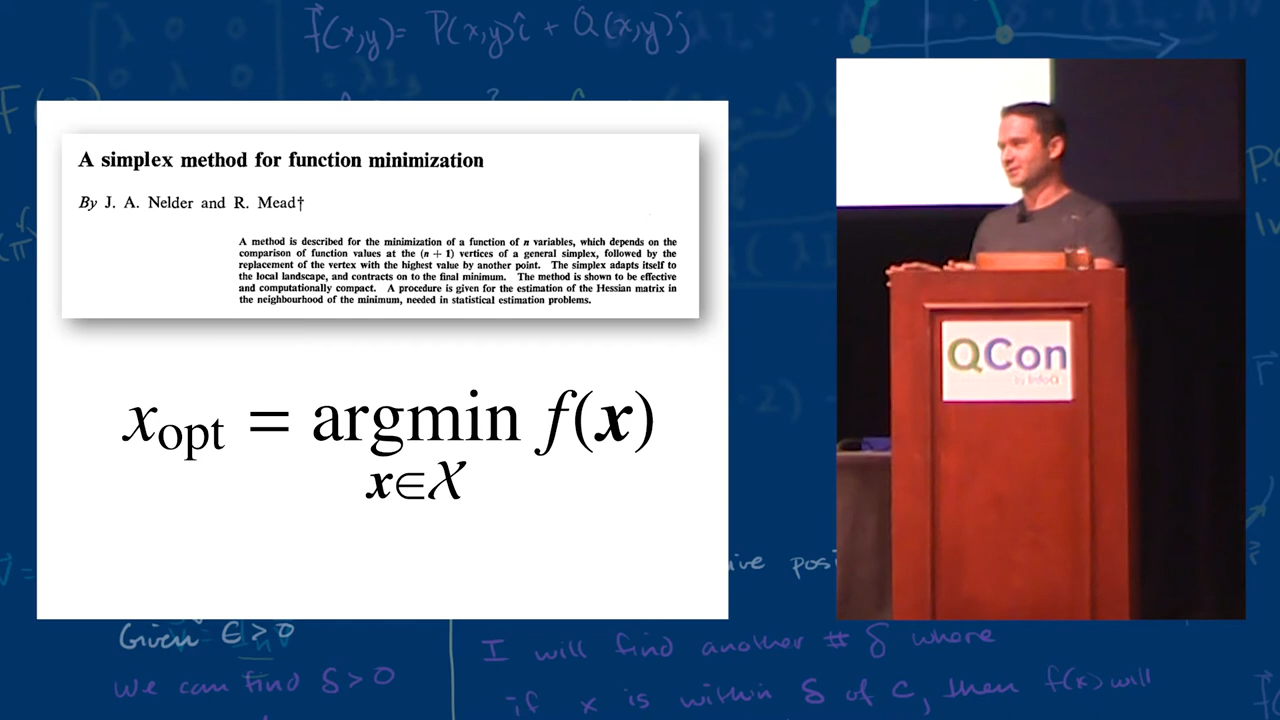 f(x,y)= P(x,y)î + Q(x,y)ĵ
A simplex method for function minimization
By J. A. Nelder and R. Mead†
A method is described for the minimization of a function of n variables, which depends on the
comparison of function values at the (n + 1) vertices of a general simplex, followed by the
replacement of the vertex with the highest value by another point. The simplex adapts itself to
the local landscape, and contracts on to the final minimum. The method is shown to be effective
and computationally compact. A procedure is given for the estimation of the Hessian matrix in
the neighbourhood of the minimum, needed in statistical estimation problems.
x_opt = argmin f(x)
x∈X
QCon
by InfoQ
Given ϵ > 0
We can find δ > 0
I will find another # δ where
if x is within δ of c, then f(x) will